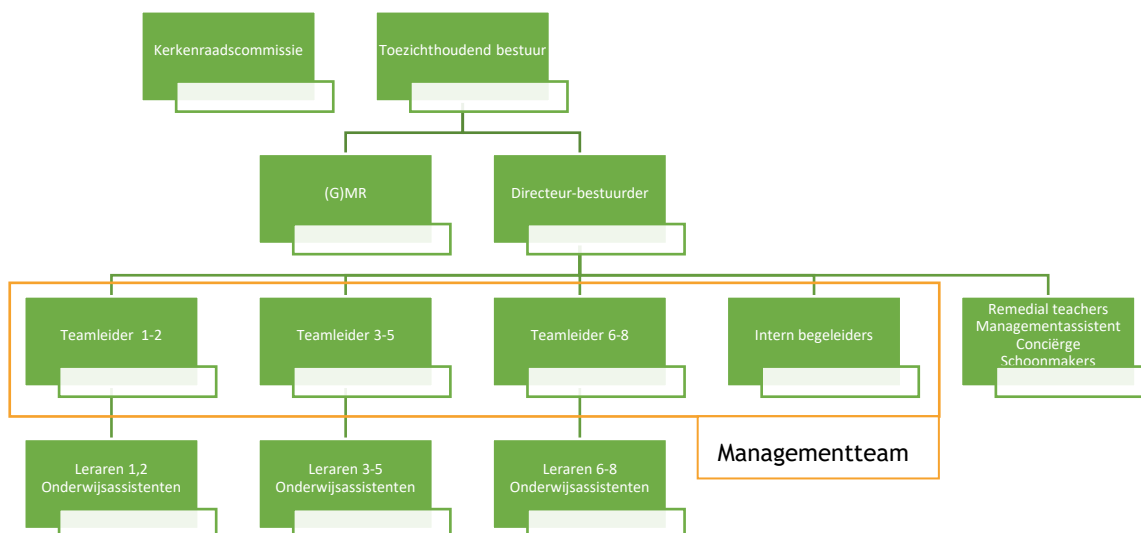 Kerkenraadscommissie
Toezichthoudend bestuur
(G)MR
Directeur-bestuurder
Teamleider 1-2
Teamleider 3-5
Teamleider 6-8
Intern begeleiders
Remedial teachers
Managementassistent
Conciërge
Schoonmakers
Managementteam
Leraren 1,2
Onderwijsassistenten
Leraren 3-5
Onderwijsassistenten
Leraren 6-8
Onderwijsassistenten